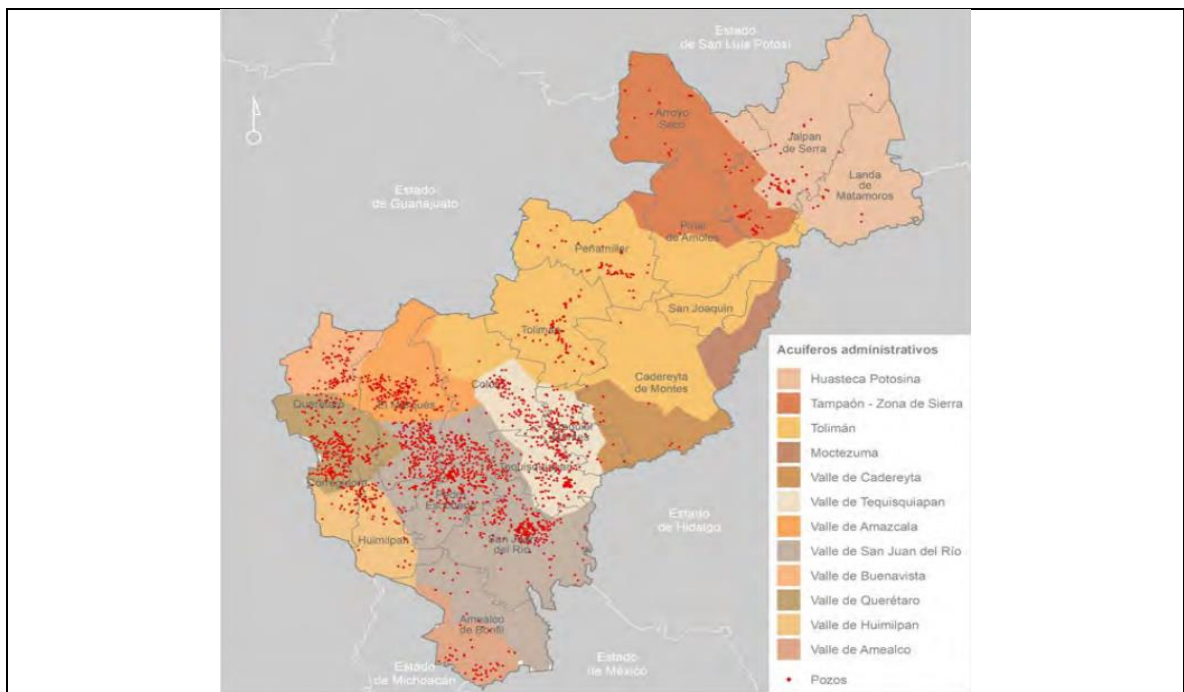 Estado
de San Luis Potosí
Arroyo
Seco
Jalpan
de Serra
Landa
de
Matamoros
Estado
de Guanajuato
Pinal
de Amoles
Peñamiller
San Joaquín
Tolimán
Cadereyta
de Montes
Colón
Querétaro
El Marqués
Tequisquiapan
Corregidora
Estado
de Hidalgo
Huimilpan
San Juan
del Río
Amealco
de Bonfil
Estado
de México
Estado
de Michoacán
Acuíferos administrativos
Huasteca Potosina
Tampaón - Zona de Sierra
Tolimán
Moctezuma
Valle de Cadereyta
Valle de Tequisquiapan
Valle de Amazcala
Valle de San Juan del Río
Valle de Buenavista
Valle de Querétaro
Valle de Huimilpan
Valle de Amealco
Pozos